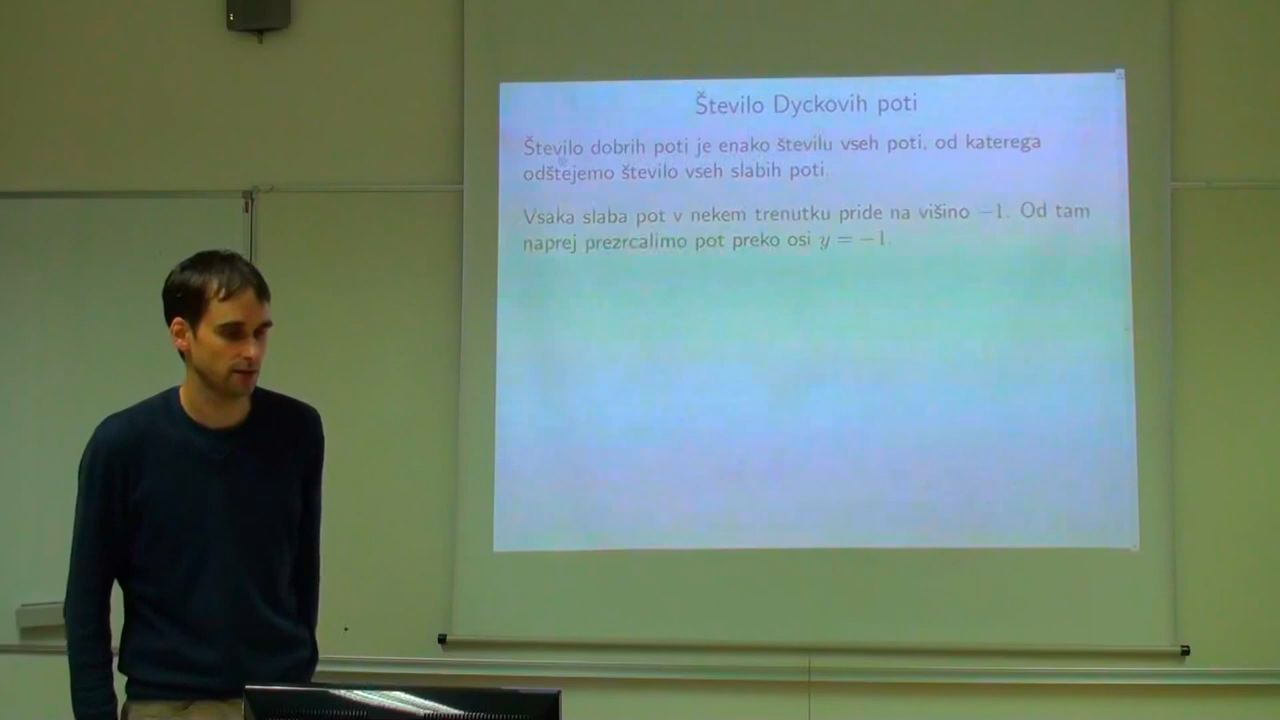 Število Dyckovih poti
Število dobrih poti je enako številu vseh poti, od katerega
odštejemo število vseh slabih poti.
Vsaka slaba pot v nekem trenutku pride na višino −1. Od tam
naprej prezrcalimo pot preko osi y = −1.